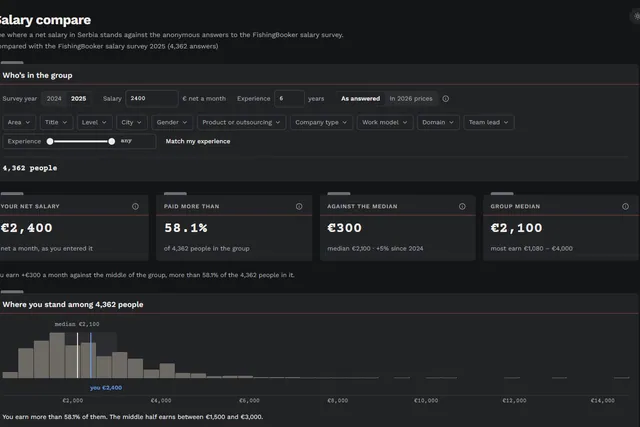 Salary compare
e where a net salary in Serbia stands against the anonymous answers to the FishingBooker salary survey.
ompared with the FishingBooker salary survey 2025 (4,362 answers)
Who's in the group
Survey year 2024 2025 Salary 2400 € net a month Experience 6 years As answered In 2026 prices
Area Title Level City Gender Product or outsourcing Company type Work model Domain Team lead
Experience any Match my experience
4,362 people
YOUR NET SALARY
€2,400
net a month, as you entered it
PAID MORE THAN
58.1%
of 4,362 people in the group
AGAINST THE MEDIAN
€300
median €2,100 · +5% since 2024
GROUP MEDIAN
€2,100
most earn €1,080 – €4,000
u earn +€300 a month against the middle of the group, more than 58.1% of the 4,362 people in it.
Where you stand among 4,362 people
median €2,100
you €2,400
€2,000 €4,000 €6,000 €8,000 €10,000 €12,000 €14,000
You earn more than 58.1% of them. The middle half earns between €1,500 and €3,000.